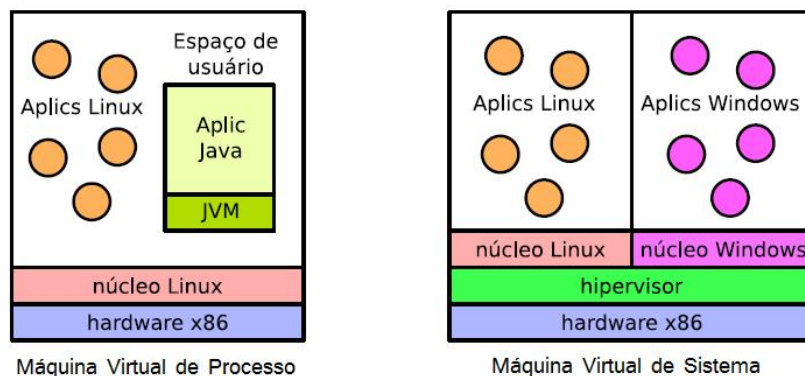 Espaço de
usuário
Aplics Linux
Aplic
Java
JVM
núcleo Linux
hardware x86
Máquina Virtual de Processo
Aplics Linux
Aplics Windows
núcleo Linux
núcleo Windows
hipervisor
hardware x86
Máquina Virtual de Sistema